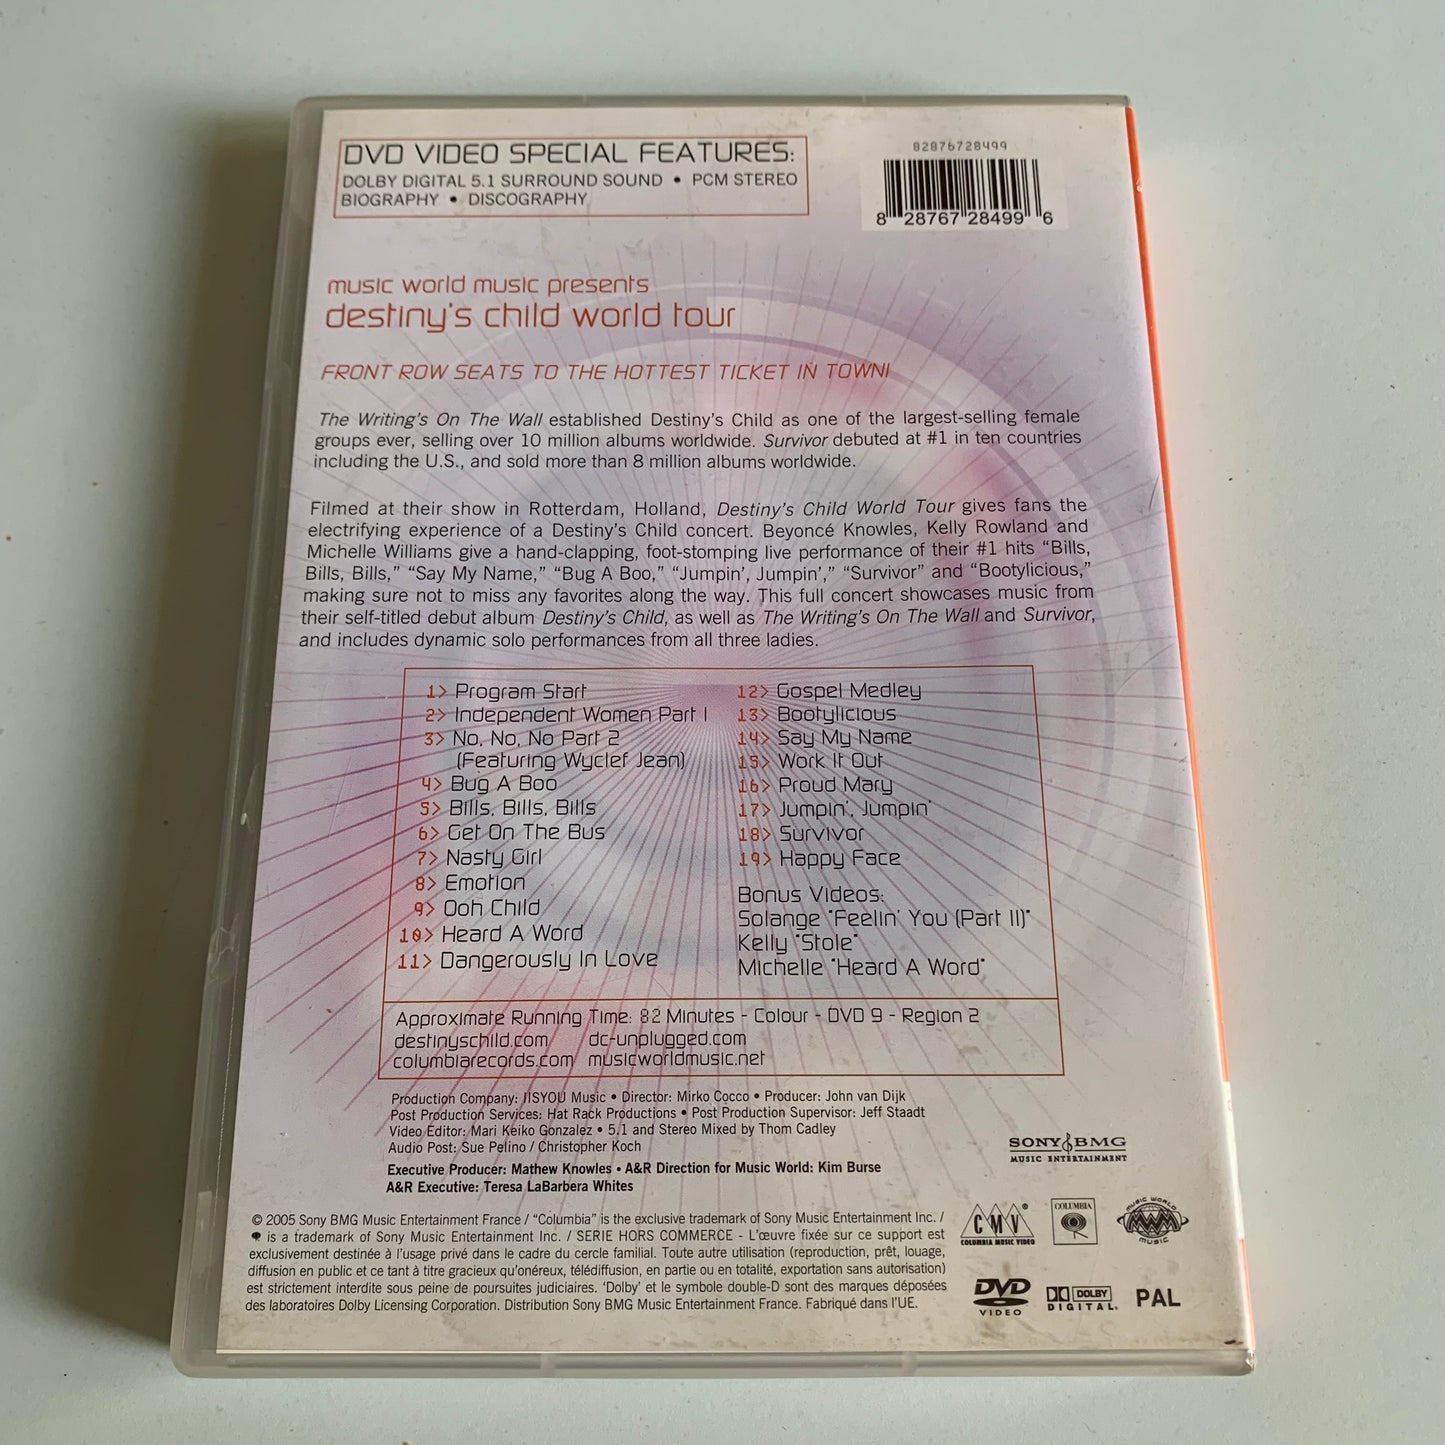 DVD VIDEO SPECIAL FEATURES:
DOLBY DIGITAL 5.1 SURROUND SOUND • PCM STEREO
BIOGRAPHY • DISCOGRAPHY
82876728499
8 28767 28499 6
music world music presents
destiny's child world tour
FRONT ROW SEATS TO THE HOTTEST TICKET IN TOWN!
The Writing's On The Wall established Destiny's Child as one of the largest-selling female
groups ever, selling over 10 million albums worldwide. Survivor debuted at #1 in ten countries
including the U.S., and sold more than 8 million albums worldwide.
Filmed at their show in Rotterdam, Holland, Destiny's Child World Tour gives fans the
electrifying experience of a Destiny's Child concert. Beyoncé Knowles, Kelly Rowland and
Michelle Williams give a hand-clapping, foot-stomping live performance of their #1 hits “Bills,
Bills, Bills,” “Say My Name,” “Bug A Boo,” “Jumpin', Jumpin',” “Survivor” and “Bootylicious,”
making sure not to miss any favorites along the way. This full concert showcases music from
their self-titled debut album Destiny's Child, as well as The Writing's On The Wall and Survivor,
and includes dynamic solo performances from all three ladies.
1> Program Start
2> Independent Women Part I
3> No, No, No Part 2
(Featuring Wyclef Jean)
4> Bug A Boo
5> Bills, Bills, Bills
6> Get On The Bus
7> Nasty Girl
8> Emotion
9> Ooh Child
10> Heard A Word
11> Dangerously In Love
12> Gospel Medley
13> Bootylicious
14> Say My Name
15> Work It Out
16> Proud Mary
17> Jumpin', Jumpin'
18> Survivor
19> Happy Face
Bonus Videos:
Solange "Feelin' You (Part II)"
Kelly "Stole"
Michelle "Heard A Word"
Approximate Running Time: 82 Minutes - Colour - DVD 9 - Region 2
destinyschild.com dc-unplugged.com
columbiarecords.com musicworldmusic.net
Production Company: IISYOU Music • Director: Mirko Cocco • Producer: John van Dijk
Post Production Services: Hat Rack Productions • Post Production Supervisor: Jeff Staadt
Video Editor: Mari Keiko Gonzalez • 5.1 and Stereo Mixed by Thom Cadley
Audio Post: Sue Pelino / Christopher Koch
Executive Producer: Mathew Knowles • A&R Direction for Music World: Kim Burse
A&R Executive: Teresa LaBarbera Whites
SONY BMG
MUSIC ENTERTAINMENT
© 2005 Sony BMG Music Entertainment France / “Columbia” is the exclusive trademark of Sony Music Entertainment Inc. /
is a trademark of Sony Music Entertainment Inc. / SERIE HORS COMMERCE - L'œuvre fixée sur ce support est
exclusivement destinée à l'usage privé dans le cadre du cercle familial. Toute autre utilisation (reproduction, prêt, louage,
diffusion en public et ce tant à titre gracieux qu'onéreux, télédiffusion, en partie ou en totalité, exportation sans autorisation)
est strictement interdite sous peine de poursuites judiciaires. 'Dolby' et le symbole double-D sont des marques déposées
des laboratoires Dolby Licensing Corporation. Distribution Sony BMG Music Entertainment France. Fabriqué dans l'UE.
CMV®
COLUMBIA MUSIC VIDEO
COLUMBIA
MUSIC WORLD
MUSIC
DVD
VIDEO
DOLBY
DIGITAL
PAL